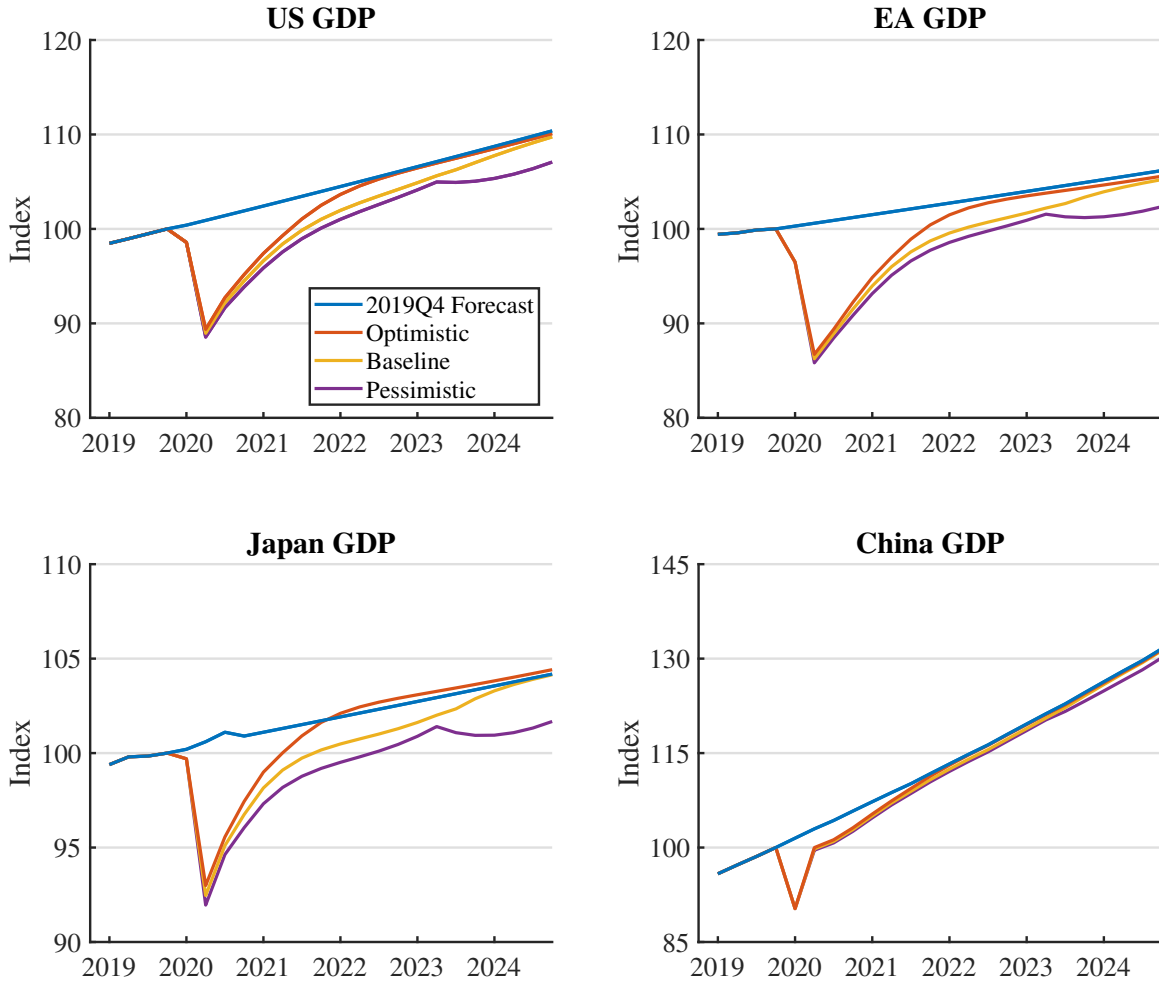 US GDP
120
110
100
90
80
Index
2019 2020 2021 2022 2023 2024
2019Q4 Forecast
Optimistic
Baseline
Pessimistic
EA GDP
120
110
100
90
80
Index
2019 2020 2021 2022 2023 2024
Japan GDP
110
105
100
95
90
Index
2019 2020 2021 2022 2023 2024
China GDP
145
130
115
100
85
Index
2019 2020 2021 2022 2023 2024